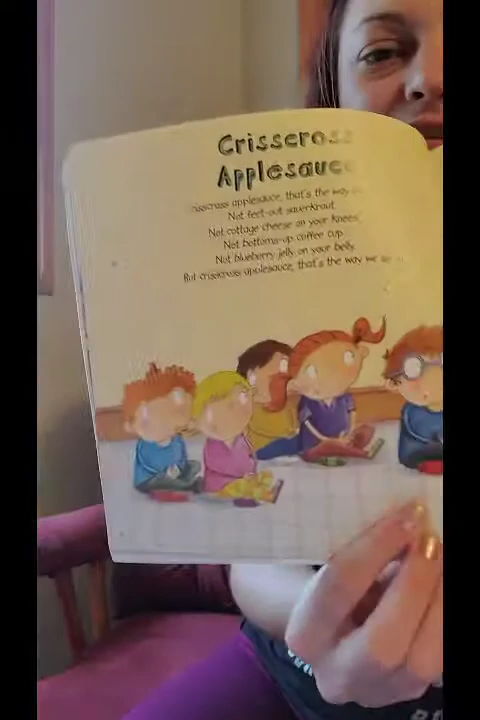 Crisscross
Applesauce
crisscross applesauce, that's the way
Not feet-out sauerkraut.
Not cottage cheese on your knees.
Not bottoms-up coffee cup.
Not blueberry jelly on your belly.
But crisscross applesauce, that's the way we